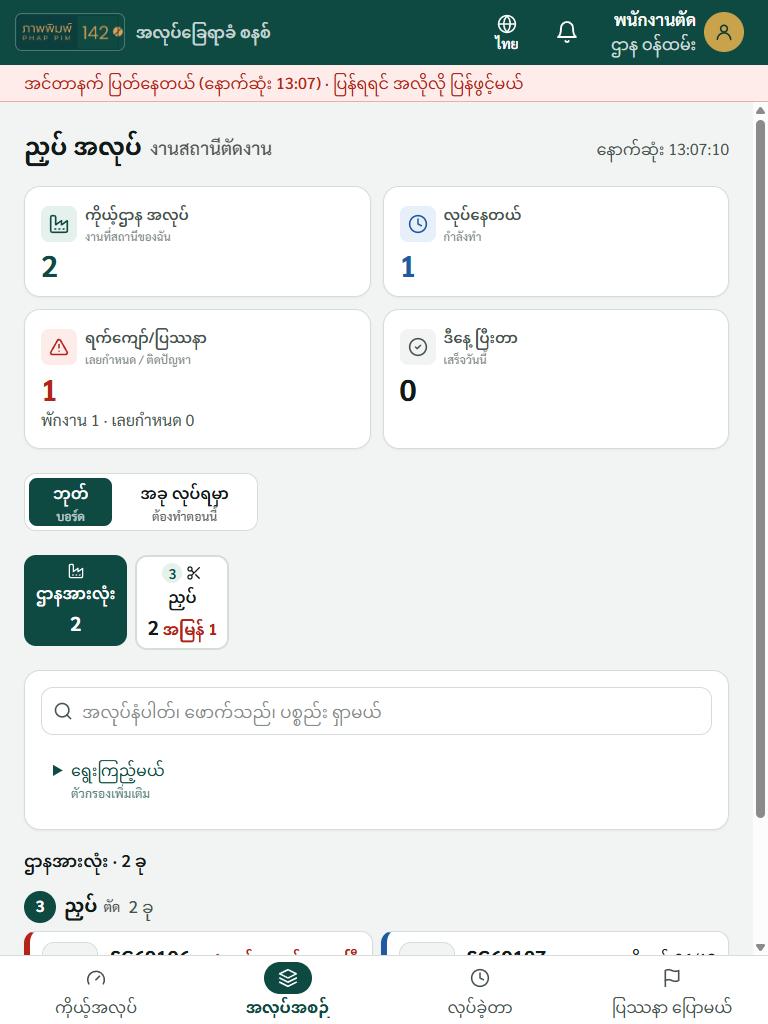 ภาพพิมพ์ 142
PHAP PIM
အလုပ်ခြေရာခံ စနစ်
ไทย
พนักงานตัด
ဌာန ဝန်ထမ်း
အင်တာနက် ပြတ်နေတယ် (နောက်ဆုံး 13:07) · ပြန်ရရင် အလိုလို ပြန်ဖွင့်မယ်
ညှပ် အလုပ် งานสถานีตัดงาน
နောက်ဆုံး 13:07:10
ကိုယ့်ဌာန အလုပ်
งานที่สถานีของฉัน
2
လုပ်နေတယ်
กำลังทำ
1
ရက်ကျော်/ပြဿနာ
เลยกำหนด / ติดปัญหา
1
พักงาน 1 · เลยกำหนด 0
ဒီနေ့ ပြီးတာ
เสร็จวันนี้
0
ဘုတ်
บอร์ด
အခု လုပ်ရမှာ
ต้องทำตอนนี้
ဌာနအားလုံး
2
3
ညှပ်
2 အမြန် 1
အလုပ်နံပါတ်၊ ဖောက်သည်၊ ပစ္စည်း ရှာမယ်
ရွေးကြည့်မယ်
ตัวกรองเพิ่มเติม
ဌာနအားလုံး · 2 ခု
3 ညှပ် ตัด 2 ခု
ကိုယ့်အလုပ်
အလုပ်အစဉ်
လုပ်ခဲ့တာ
ပြဿနာ ပြောမယ်